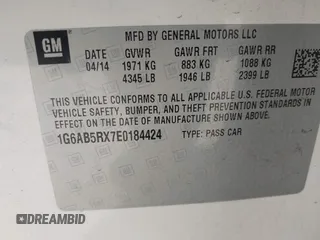 GM
MFD BY GENERAL MOTORS LLC
04/14 GVWR GAWR FRT GAWR RR
1971 KG 883 KG 1088 KG
4345 LB 1946 LB 2399 LB
THIS VEHICLE CONFORMS TO ALL APPLICABLE U.S. FEDERAL MOTOR
VEHICLE SAFETY, BUMPER, AND THEFT PREVENTION STANDARDS IN
EFFECT ON THE DATE OF MANUFACTURE SHOWN ABOVE.
1G6AB5RX7E0184424 TYPE: PASS CAR
DREAMBID